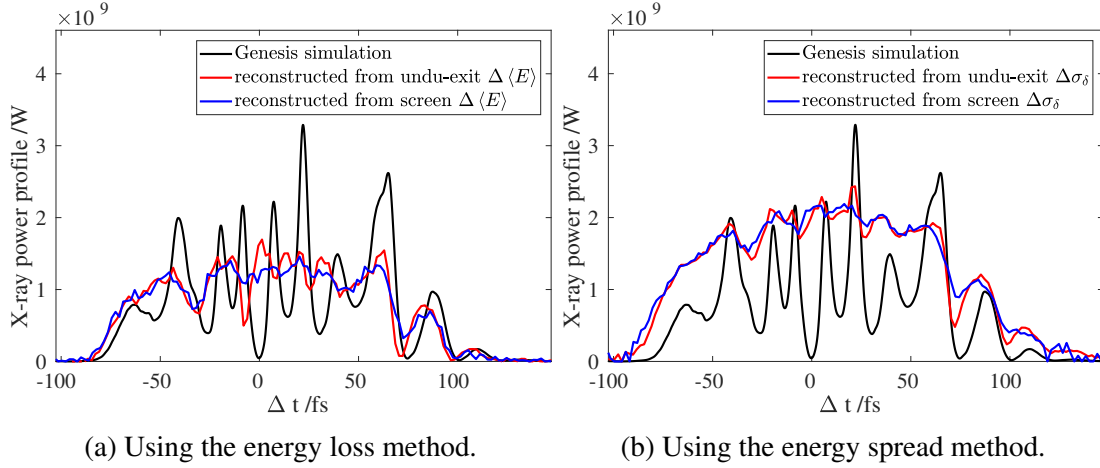 ×10⁹
4
3
2
1
0
X-ray power profile /W
Genesis simulation
reconstructed from undu-exit Δ⟨E⟩
reconstructed from screen Δ⟨E⟩
-100 -50 0 50 100
Δ t /fs
(a) Using the energy loss method.
×10⁹
4
3
2
1
0
X-ray power profile /W
Genesis simulation
reconstructed from undu-exit Δσ_δ
reconstructed from screen Δσ_δ
-100 -50 0 50 100
Δ t /fs
(b) Using the energy spread method.